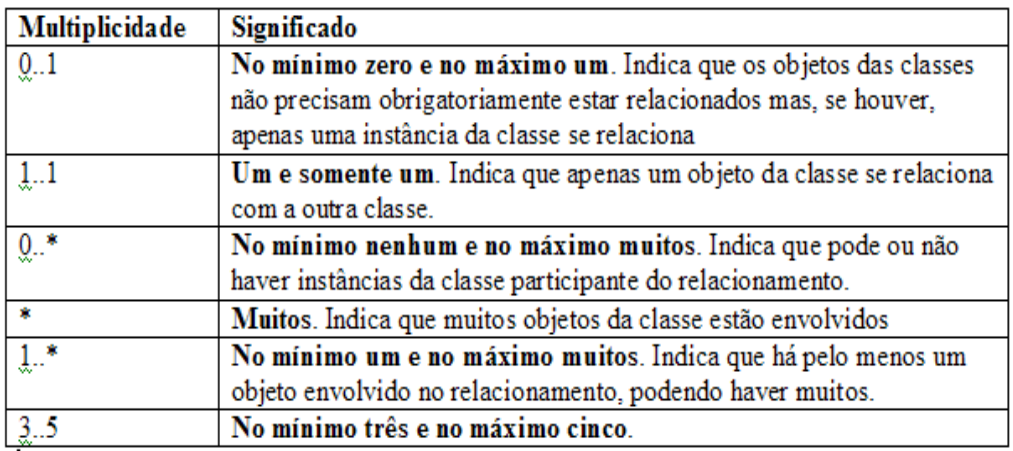 Multiplicidade Significado
0..1 No mínimo zero e no máximo um. Indica que os objetos das classes
não precisam obrigatoriamente estar relacionados mas, se houver,
apenas uma instância da classe se relaciona
1..1 Um e somente um. Indica que apenas um objeto da classe se relaciona
com a outra classe.
0..* No mínimo nenhum e no máximo muitos. Indica que pode ou não
haver instâncias da classe participante do relacionamento.
* Muitos. Indica que muitos objetos da classe estão envolvidos
1..* No mínimo um e no máximo muitos. Indica que há pelo menos um
objeto envolvido no relacionamento, podendo haver muitos.
3..5 No mínimo três e no máximo cinco.